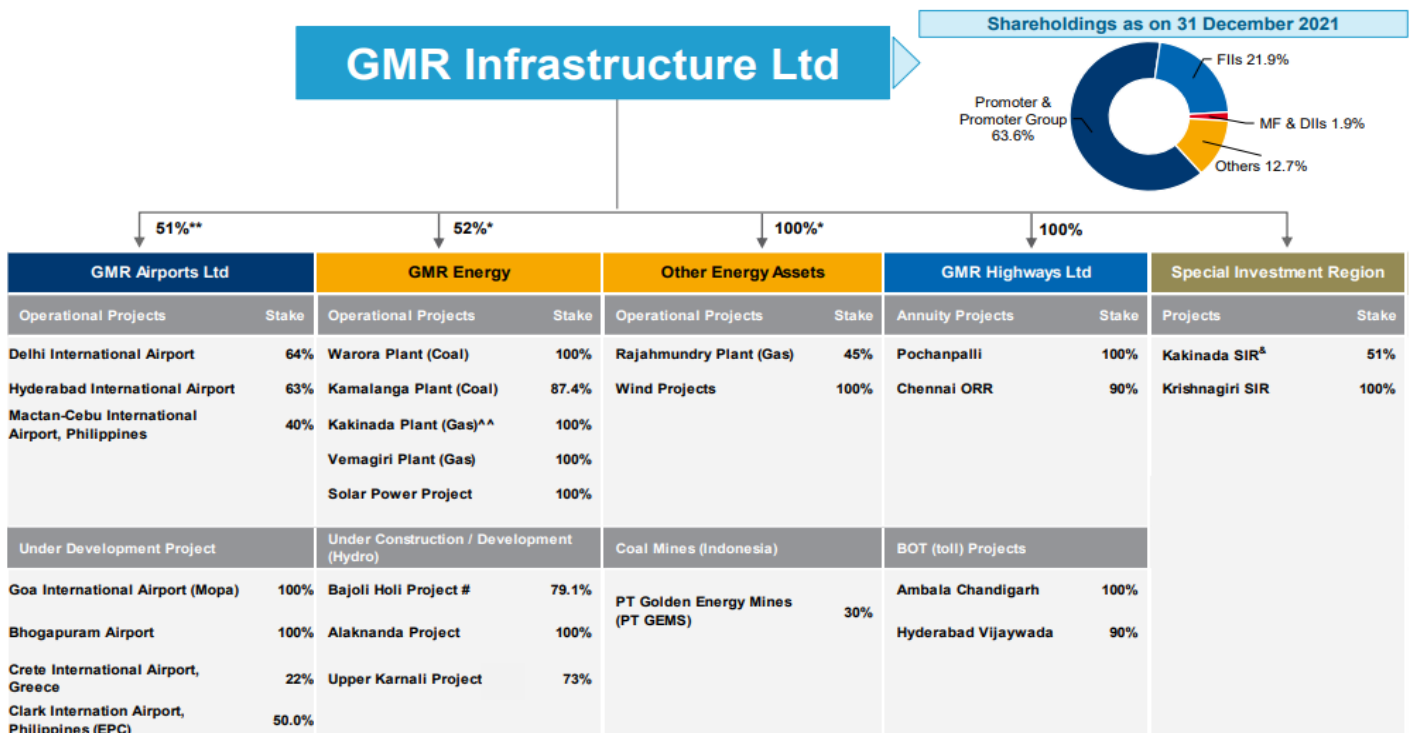 Shareholdings as on 31 December 2021
GMR Infrastructure Ltd
FIIs 21.9%
Promoter &
Promoter Group
63.6%
MF & DIIs 1.9%
Others 12.7%
51%** 52%* 100%* 100%
GMR Airports Ltd GMR Energy Other Energy Assets GMR Highways Ltd Special Investment Region
Operational Projects Stake Operational Projects Stake Operational Projects Stake Annuity Projects Stake Projects Stake
Delhi International Airport 64% Warora Plant (Coal) 100% Rajahmundry Plant (Gas) 45% Pochanpalli 100% Kakinada SIR& 51%
Hyderabad International Airport 63% Kamalanga Plant (Coal) 87.4% Wind Projects 100% Chennai ORR 90% Krishnagiri SIR 100%
Mactan-Cebu International
Airport, Philippines 40% Kakinada Plant (Gas)^^ 100%
Vemagiri Plant (Gas) 100%
Solar Power Project 100%
Under Development Project Under Construction / Development
(Hydro) Coal Mines (Indonesia) BOT (toll) Projects
Goa International Airport (Mopa) 100% Bajoli Holi Project # 79.1% Ambala Chandigarh 100%
PT Golden Energy Mines
(PT GEMS) 30%
Bhogapuram Airport 100% Alaknanda Project 100% Hyderabad Vijaywada 90%
Crete International Airport,
Greece 22% Upper Karnali Project 73%
Clark Internation Airport,
Philippines (EPC) 50.0%